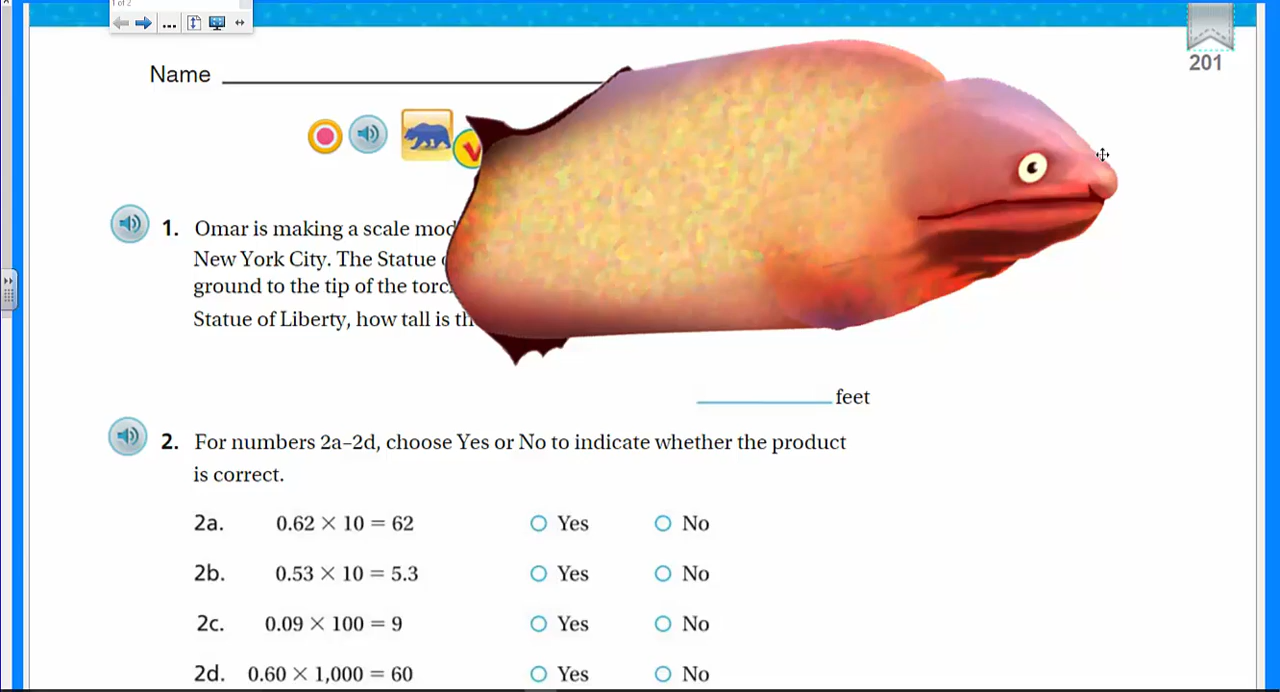 1 of 2
...
201
Name
1. Omar is making a scale
New York City. The Statue
ground to the tip of the
Statue of Liberty, how tall is
feet
2. For numbers 2a–2d, choose Yes or No to indicate whether the product
is correct.
2a. 0.62 × 10 = 62 Yes No
2b. 0.53 × 10 = 5.3 Yes No
2c. 0.09 × 100 = 9 Yes No
2d. 0.60 × 1,000 = 60 Yes No